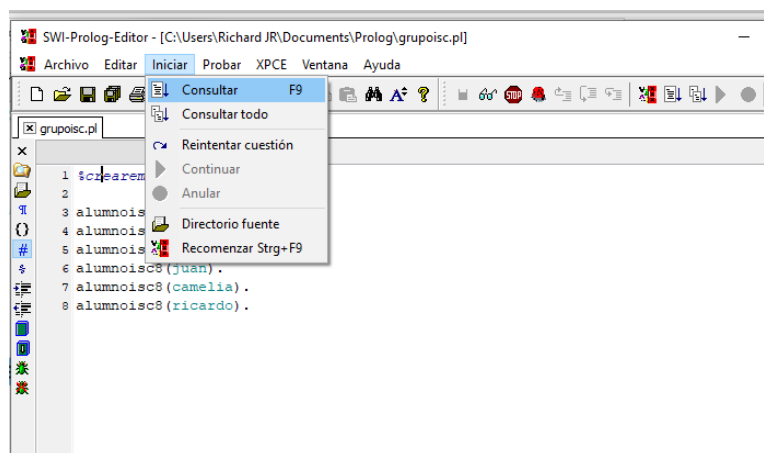 SWI-Prolog-Editor - [C:\Users\Richard JR\Documents\Prolog\grupoisc.pl]
Archivo Editar Iniciar Probar XPCE Ventana Ayuda
Consultar F9
Consultar todo
Reintentar cuestión
Continuar
Anular
Directorio fuente
Recomenzar Strg+F9
grupoisc.pl
1 %crearem
2
3 alumnois
4 alumnois
5 alumnois
6 alumnoisc8(juan).
7 alumnoisc8(camelia).
8 alumnoisc8(ricardo).